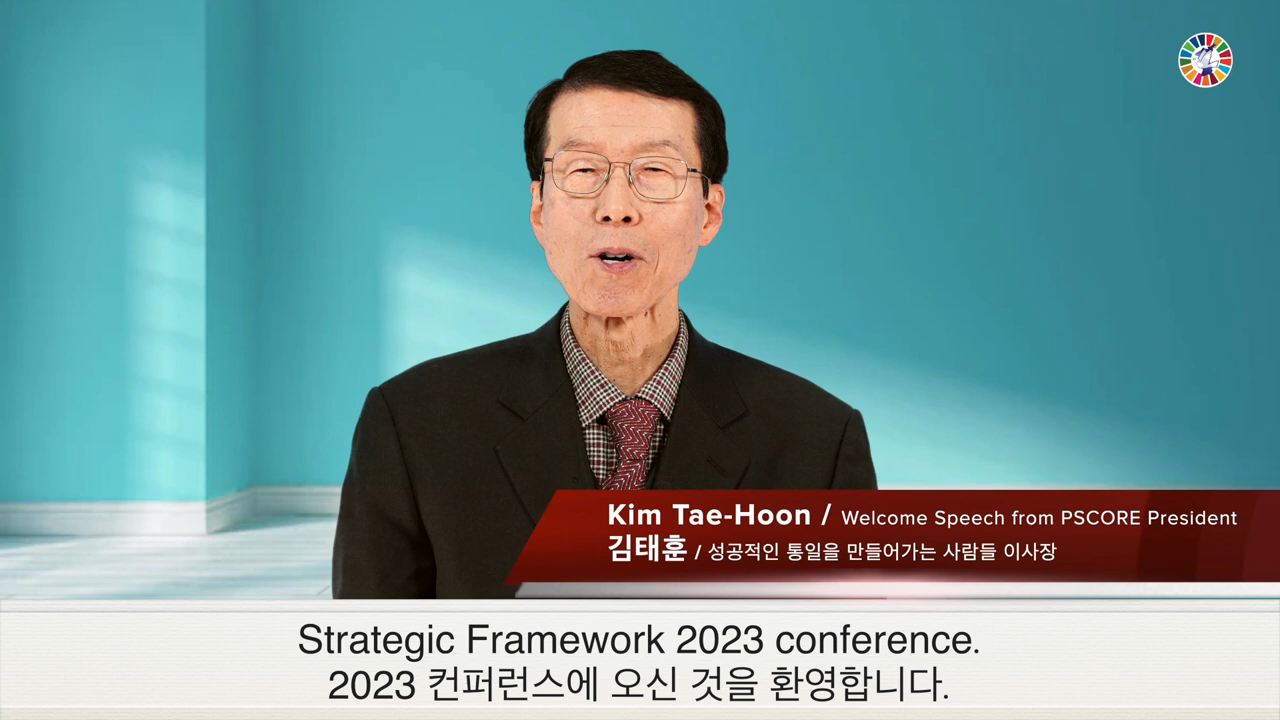 Kim Tae-Hoon / Welcome Speech from PSCORE President
김태훈 / 성공적인 통일을 만들어가는 사람들 이사장
Strategic Framework 2023 conference.
2023 컨퍼런스에 오신 것을 환영합니다.